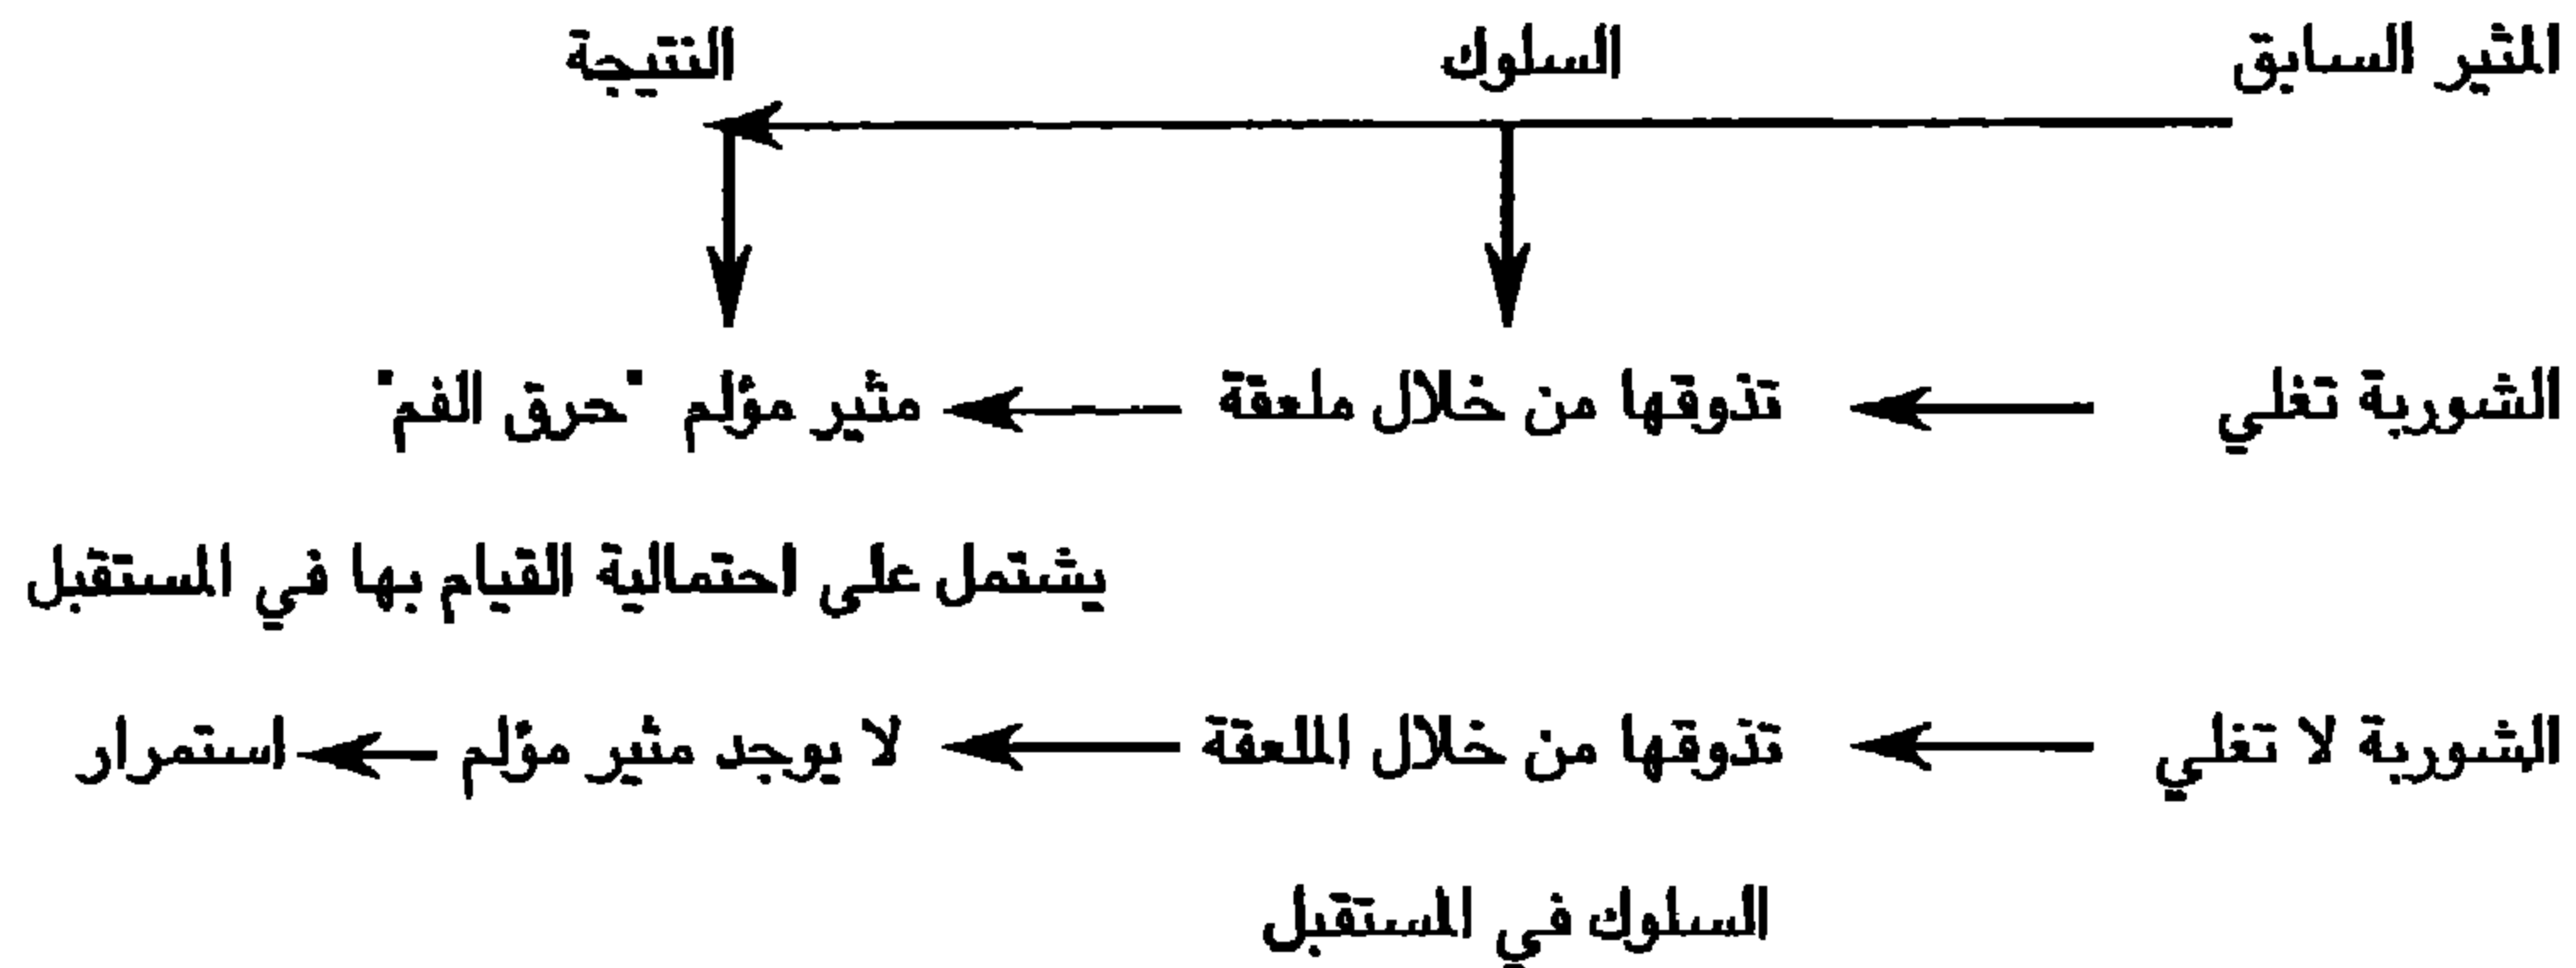 المثير السابق السلوك النتيجة
الشوربة تغلي تذوقها من خلال ملعقة مثير مؤلم "حرق الفم"
يشتمل على احتمالية القيام بها في المستقبل
الشوربة لا تغلي تذوقها من خلال الملعقة لا يوجد مثير مؤلم استمرار
السلوك في المستقبل